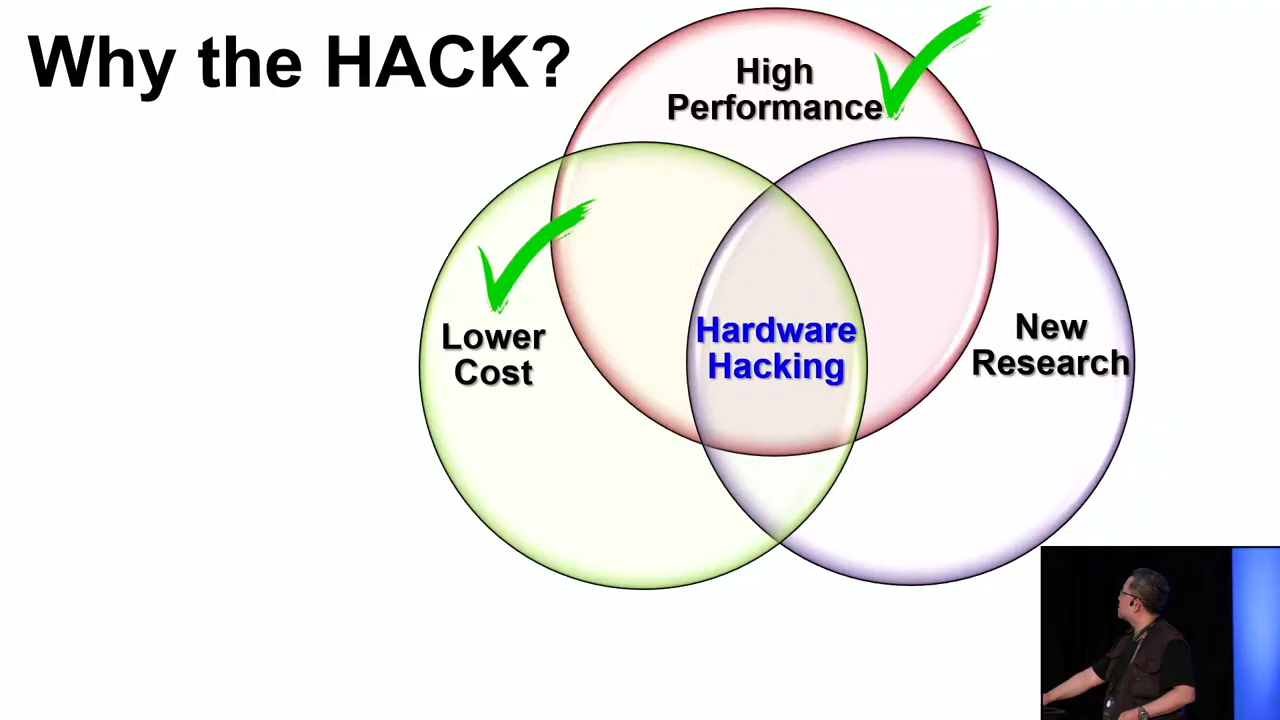 Why the HACK?
High
Performance
Lower
Cost
Hardware
Hacking
New
Research